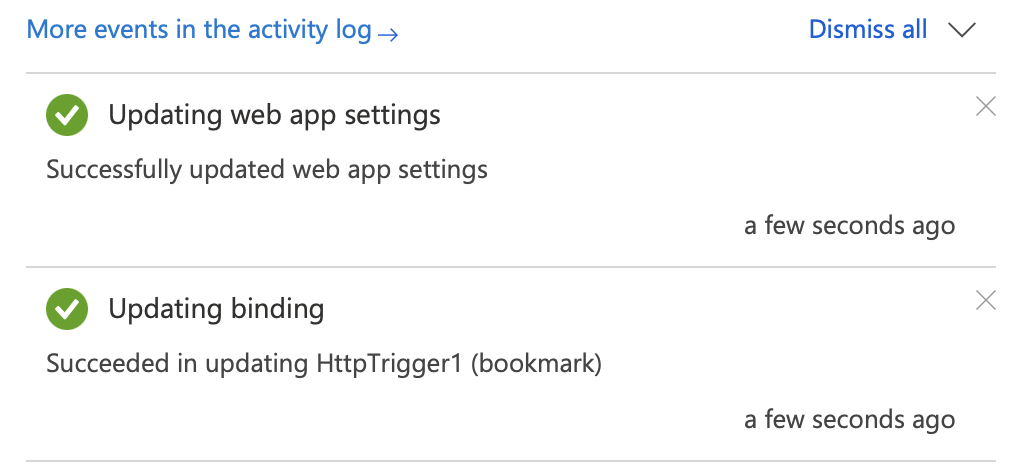 More events in the activity log → Dismiss all
Updating web app settings
Successfully updated web app settings
a few seconds ago
Updating binding
Succeeded in updating HttpTrigger1 (bookmark)
a few seconds ago